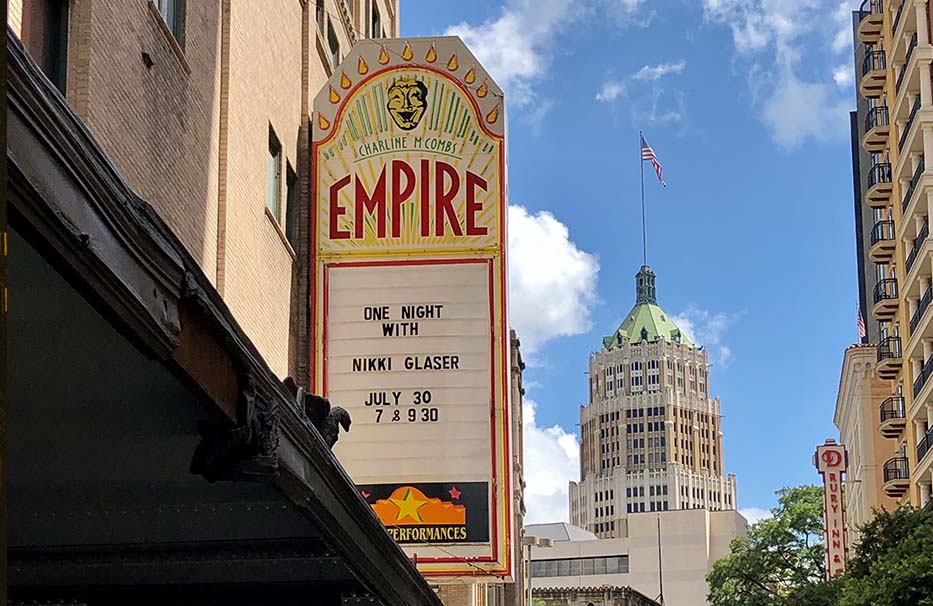 CHARLINE McCOMBS
EMPIRE
ONE NIGHT
WITH
NIKKI GLASER
JULY 30
7 & 9 30
PERFORMANCES
D
DRURY INN &